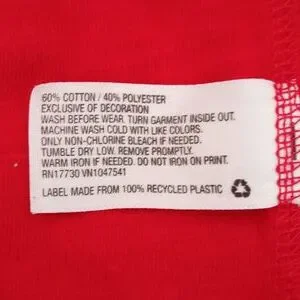 60% COTTON / 40% POLYESTER
EXCLUSIVE OF DECORATION
WASH BEFORE WEAR. TURN GARMENT INSIDE OUT.
MACHINE WASH COLD WITH LIKE COLORS.
ONLY NON-CHLORINE BLEACH IF NEEDED.
TUMBLE DRY LOW. REMOVE PROMPTLY.
WARM IRON IF NEEDED. DO NOT IRON ON PRINT.
RN17730 VN1047541
LABEL MADE FROM 100% RECYCLED PLASTIC